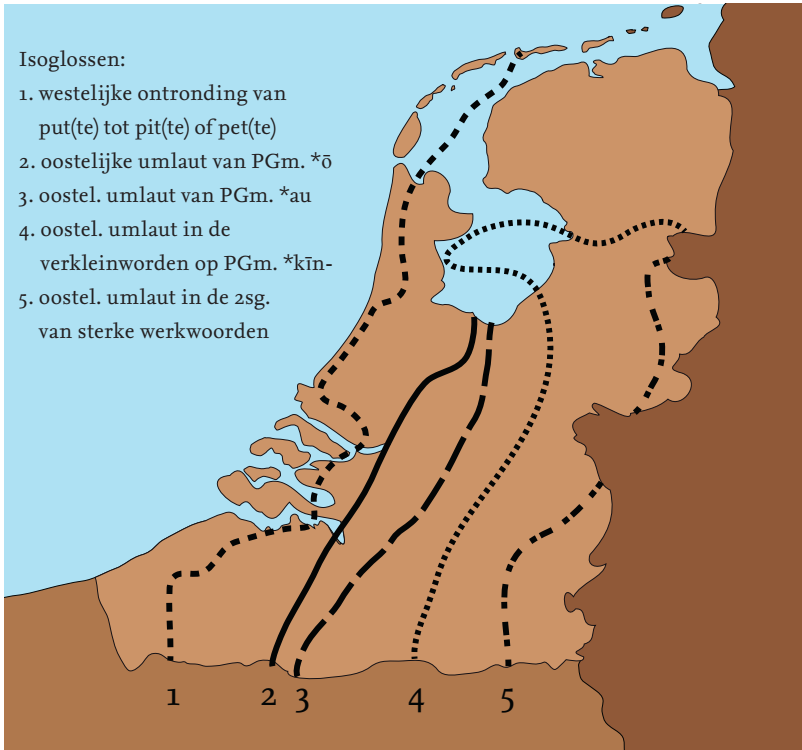 Isoglossen:
1. westelijke ontronding van
put(te) tot pit(te) of pet(te)
2. oostelijke umlaut van PGm. *ō
3. oostel. umlaut van PGm. *au
4. oostel. umlaut in de
verkleinworden op PGm. *kīn-
5. oostel. umlaut in de 2sg.
van sterke werkwoorden
1 2 3 4 5